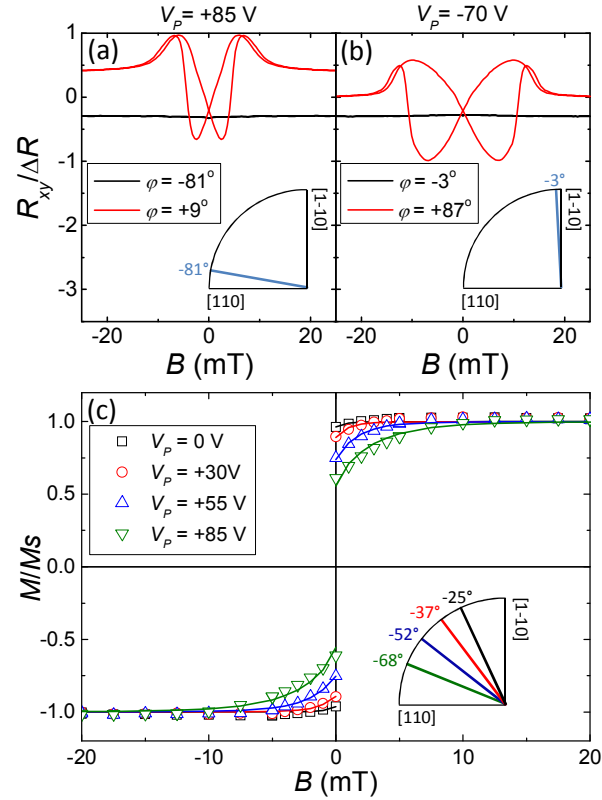 V_P = +85 V
V_P = -70 V
(a)
(b)
1
0
-1
-2
-3
R_xy/ΔR
φ = -81°
φ = +9°
φ = -3°
φ = +87°
-81°
[110]
[1-10]
-3°
[110]
[1-10]
-20 0 20
-20 0 20
B (mT)
B (mT)
(c)
1.0
0.5
0.0
-0.5
-1.0
M/Ms
V_P = 0 V
V_P = +30V
V_P = +55 V
V_P = +85 V
-25°
-37°
-52°
-68°
[110]
[1-10]
-20 -10 0 10 20
B (mT)